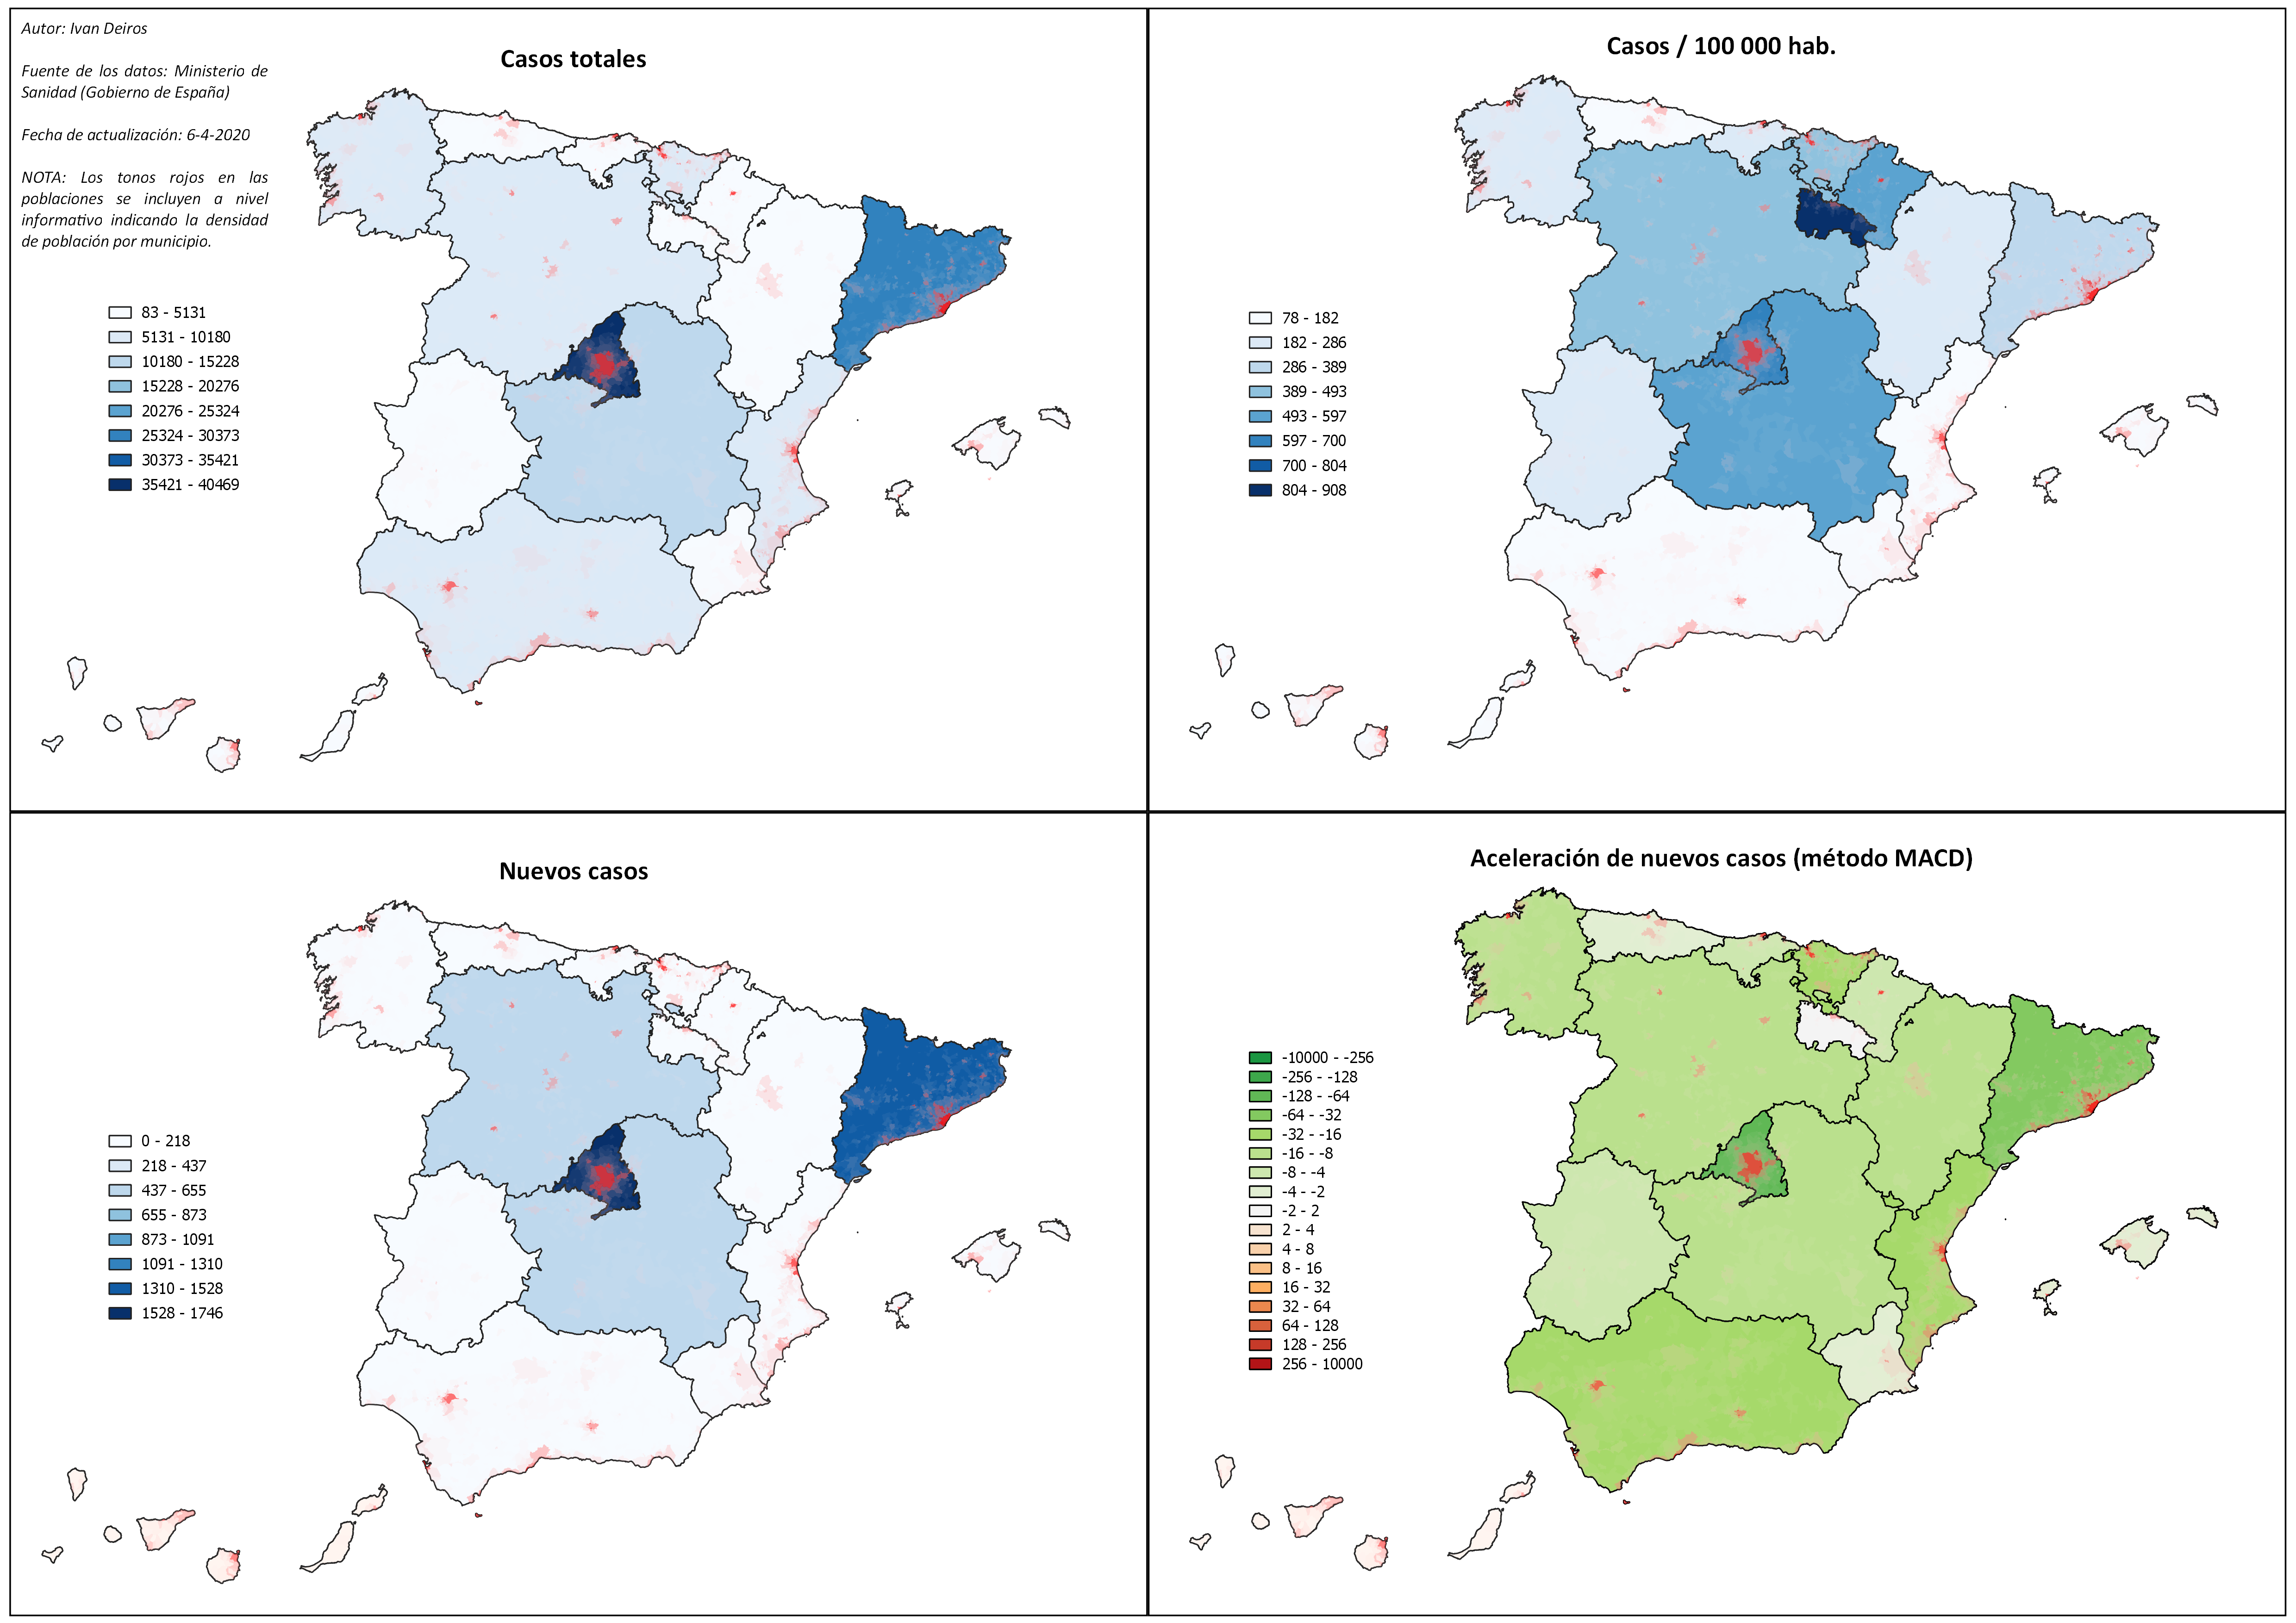 Autor: Ivan Deiros
Fuente de los datos: Ministerio de
Sanidad (Gobierno de España)
Fecha de actualización: 6-4-2020
NOTA: Los tonos rojos en las
poblaciones se incluyen a nivel
informativo indicando la densidad
de población por municipio.
Casos totales
83 - 5131
5131 - 10180
10180 - 15228
15228 - 20276
20276 - 25324
25324 - 30373
30373 - 35421
35421 - 40469
Casos / 100 000 hab.
78 - 182
182 - 286
286 - 389
389 - 493
493 - 597
597 - 700
700 - 804
804 - 908
Nuevos casos
0 - 218
218 - 437
437 - 655
655 - 873
873 - 1091
1091 - 1310
1310 - 1528
1528 - 1746
Aceleración de nuevos casos (método MACD)
-10000 - -256
-256 - -128
-128 - -64
-64 - -32
-32 - -16
-16 - -8
-8 - -4
-4 - -2
-2 - 2
2 - 4
4 - 8
8 - 16
16 - 32
32 - 64
64 - 128
128 - 256
256 - 10000